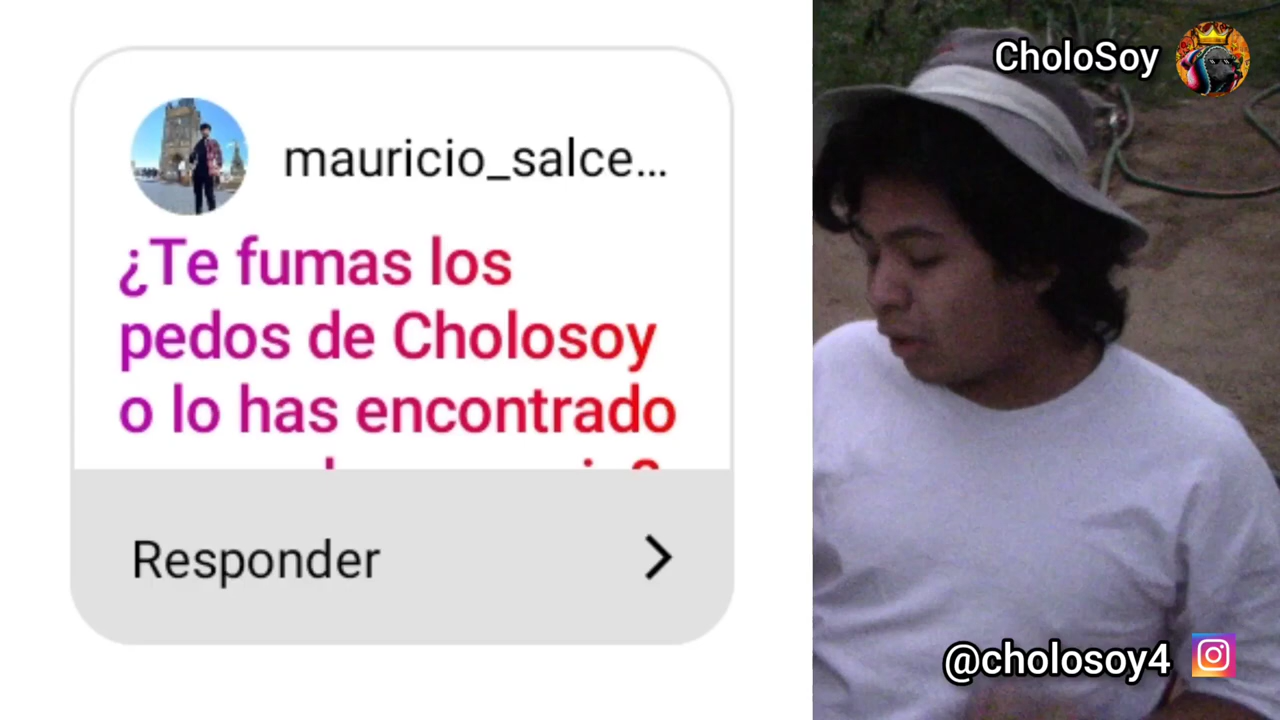 mauricio_salce...
¿Te fumas los
pedos de Cholosoy
o lo has encontrado
Responder
CholoSoy
@cholosoy4